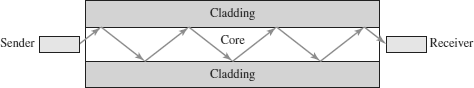 Cladding
Sender
Core
Receiver
Cladding